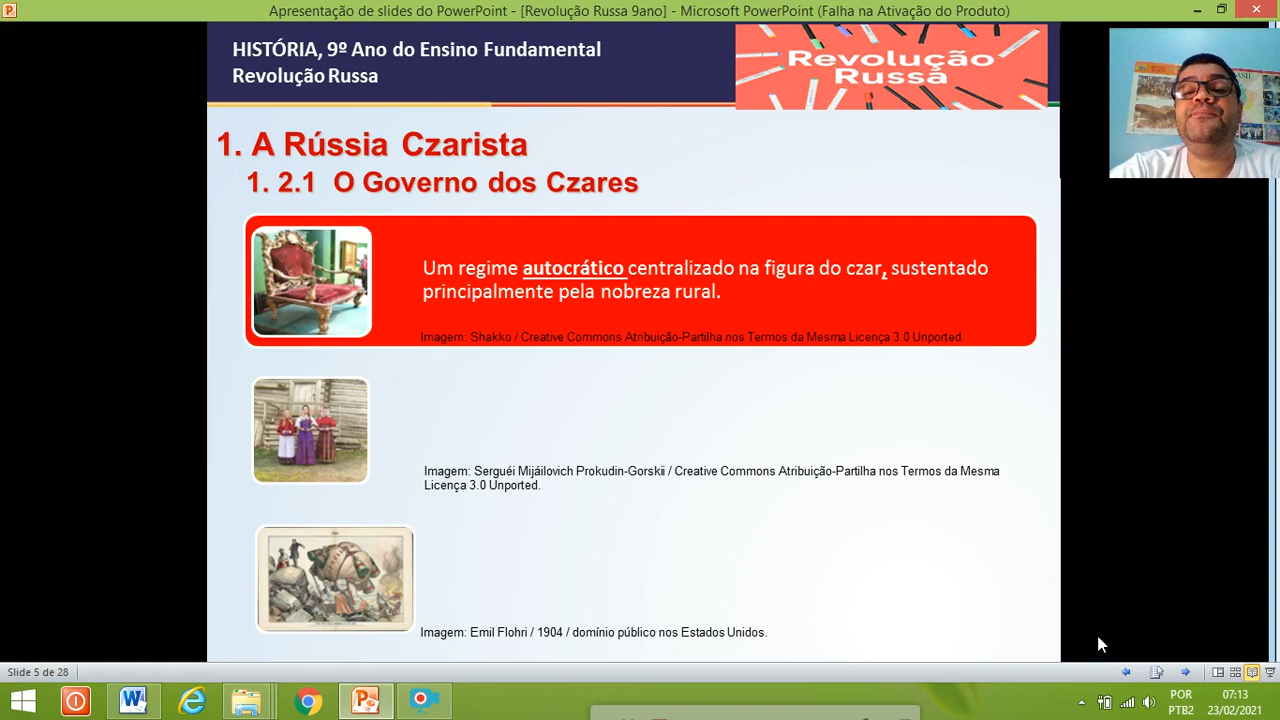 Apresentação de slides do PowerPoint - [Revolução Russa 9ano] - Microsoft PowerPoint (Falha na Ativação do Produto)
HISTÓRIA, 9º Ano do Ensino Fundamental
Revolução Russa
Revolução
Russa
1. A Rússia Czarista
1. 2.1 O Governo dos Czares
Um regime autocrático centralizado na figura do czar, sustentado
principalmente pela nobreza rural.
Imagem: Shakko / Creative Commons Atribuição-Partilha nos Termos da Mesma Licença 3.0 Unported.
Imagem: Serguéi Mijáilovich Prokudin-Gorskii / Creative Commons Atribuição-Partilha nos Termos da Mesma
Licença 3.0 Unported.
Imagem: Emil Flohri / 1904 / domínio público nos Estados Unidos.
Slide 5 de 28
POR
PTB2
07:13
23/02/2021